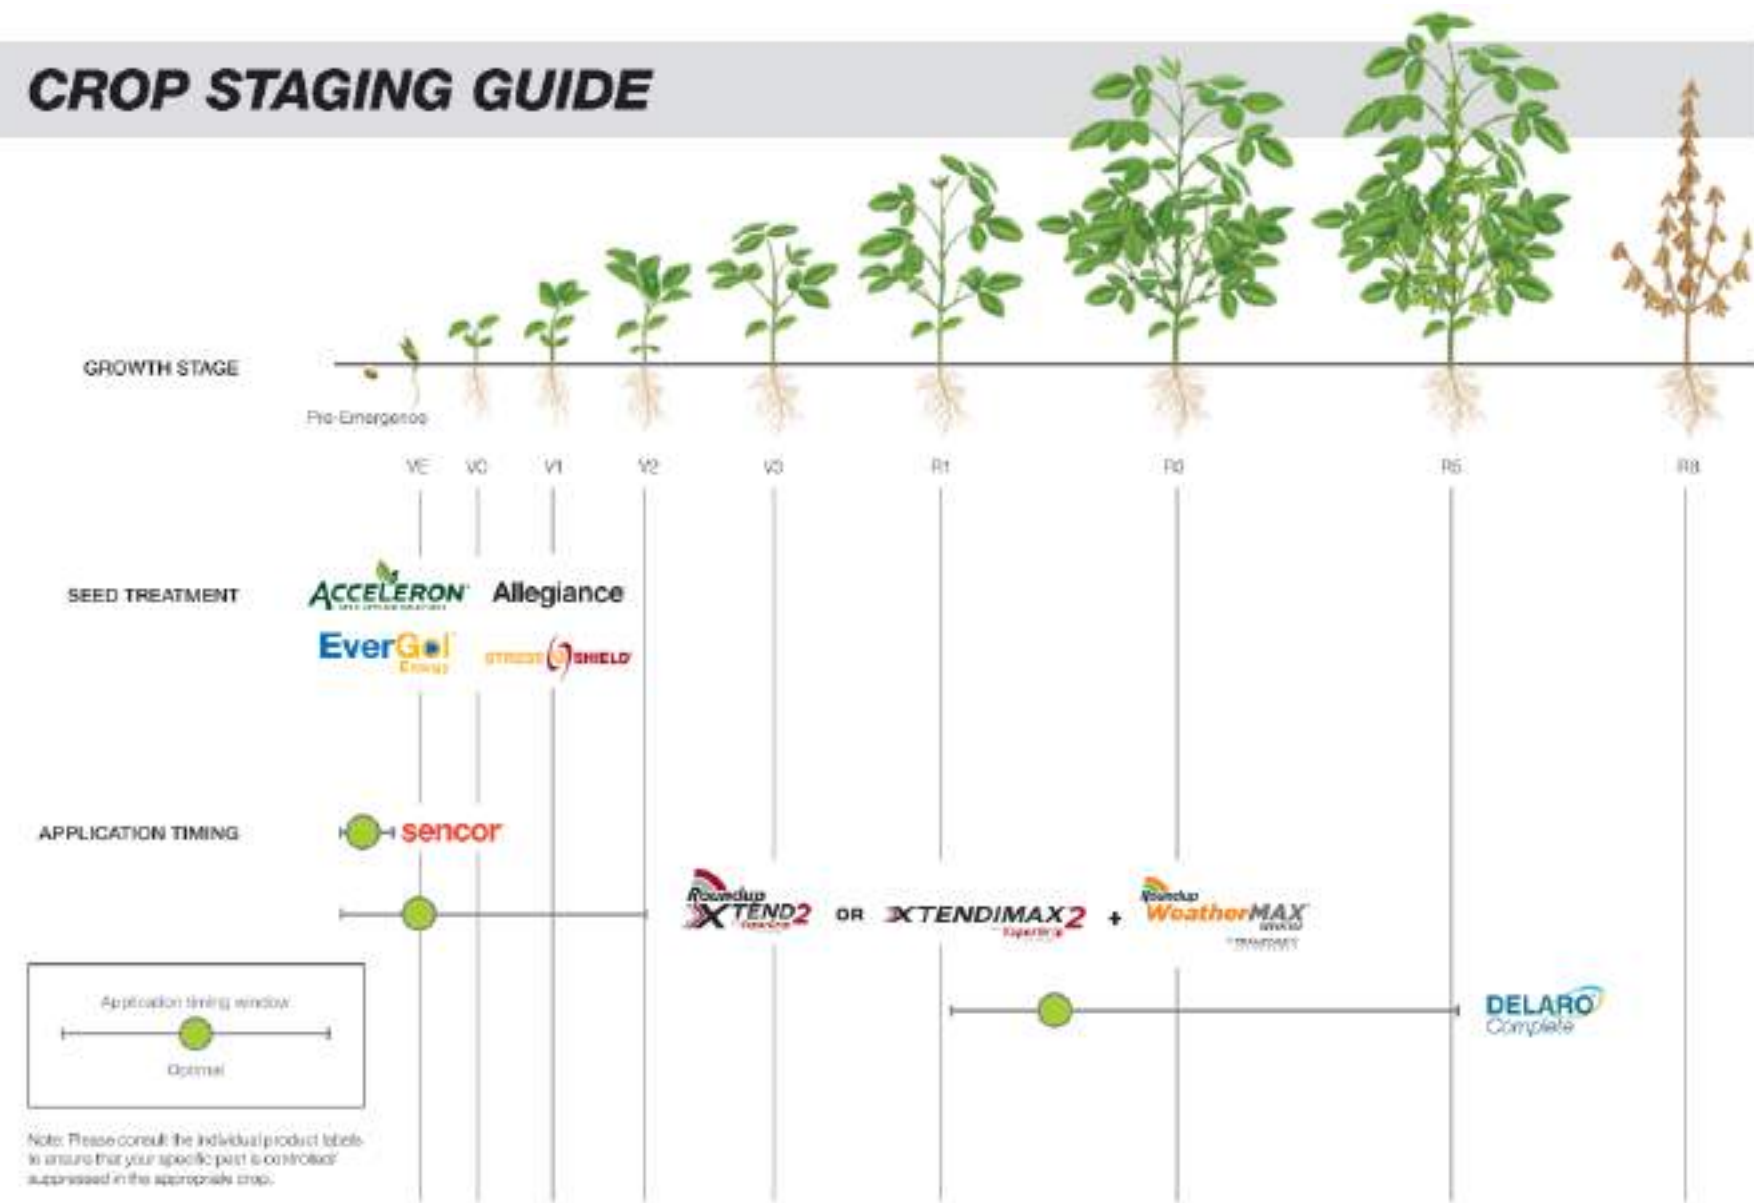 CROP STAGING GUIDE
GROWTH STAGE
Pre-Emergence
VE VC V1 V2 V3 R1 R6 R8
SEED TREATMENT
ACCELERON Allegiance
EverGol
Energy
STRESS SHIELD
APPLICATION TIMING
sencor
Roundup
XTEND2
OR
XTENDIMAX2
+
Roundup
WeatherMAX
DELARO
Complete
Application timing window
Optimal
Note: Please consult the individual product labels
to ensure that your specific pest is controlled/
suppressed in the appropriate crop.